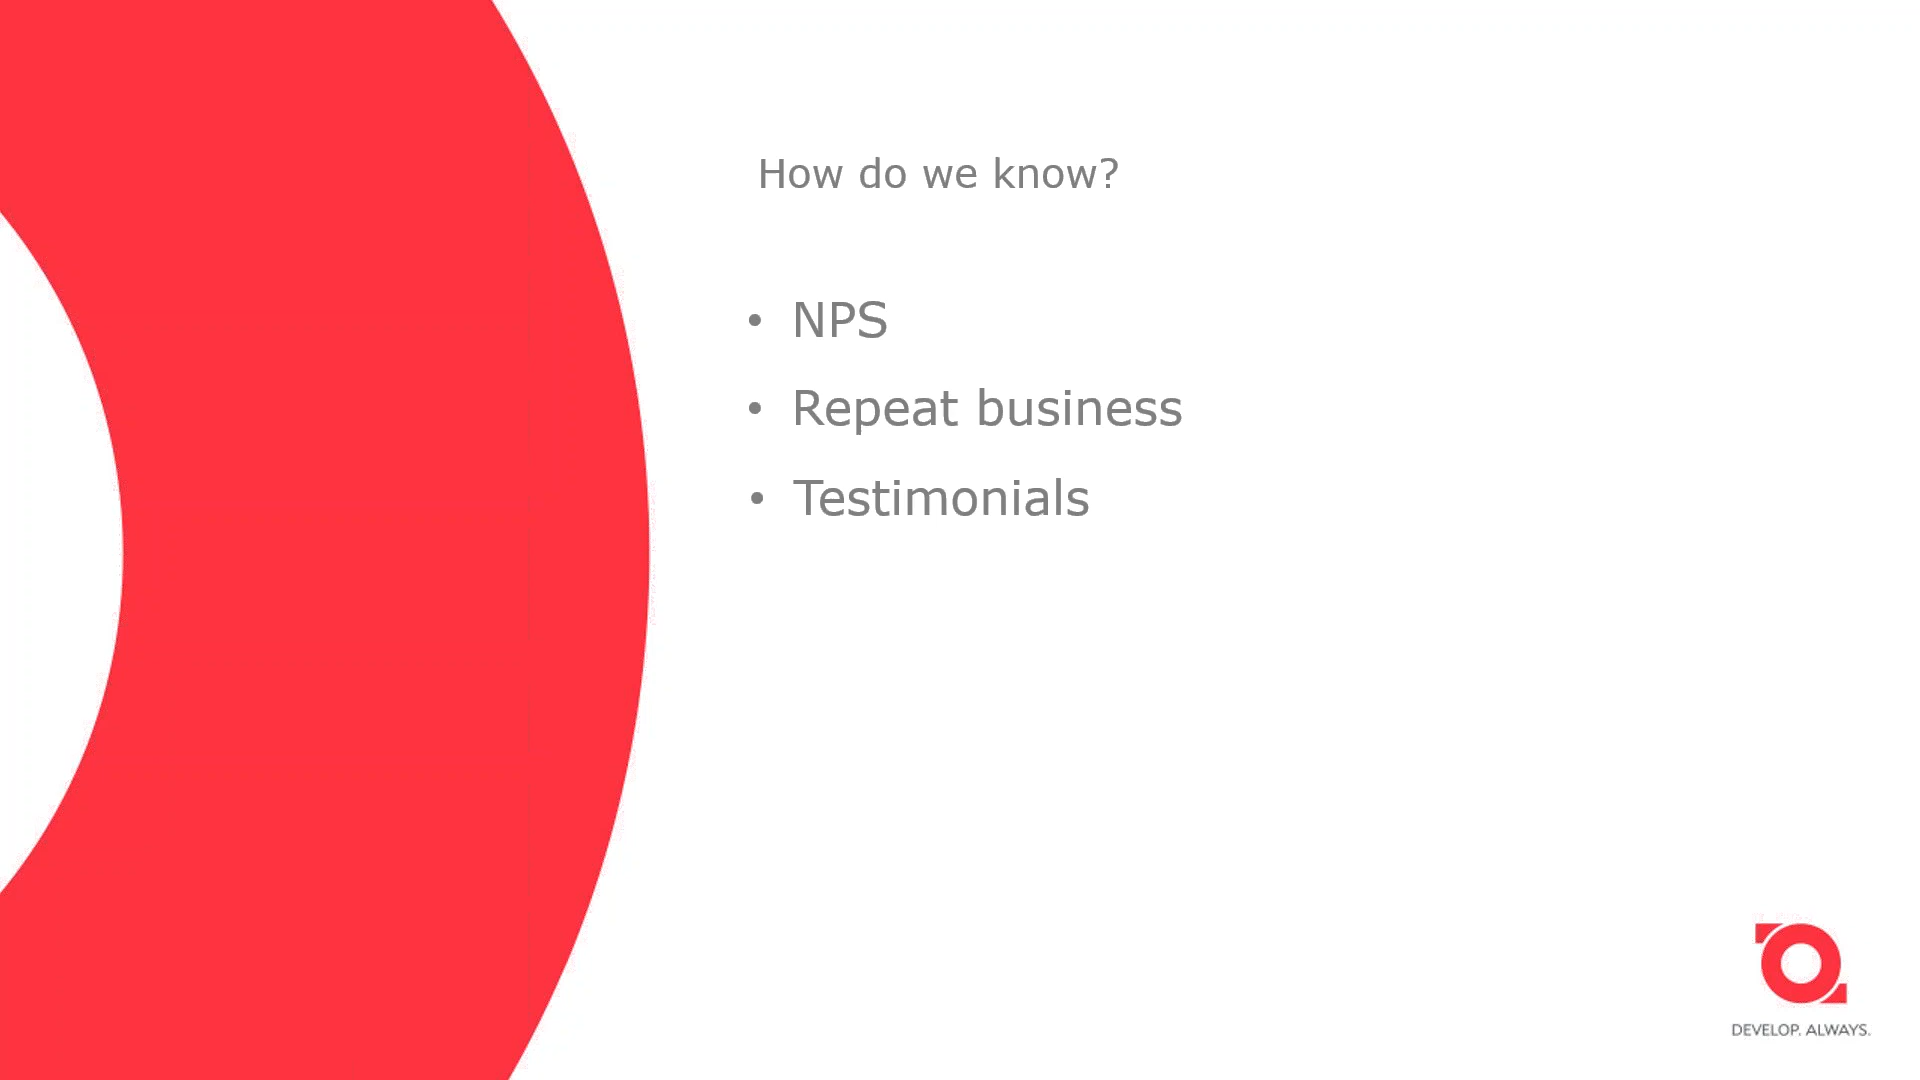 How do we know?
• NPS
• Repeat business
• Testimonials
DEVELOP. ALWAYS.